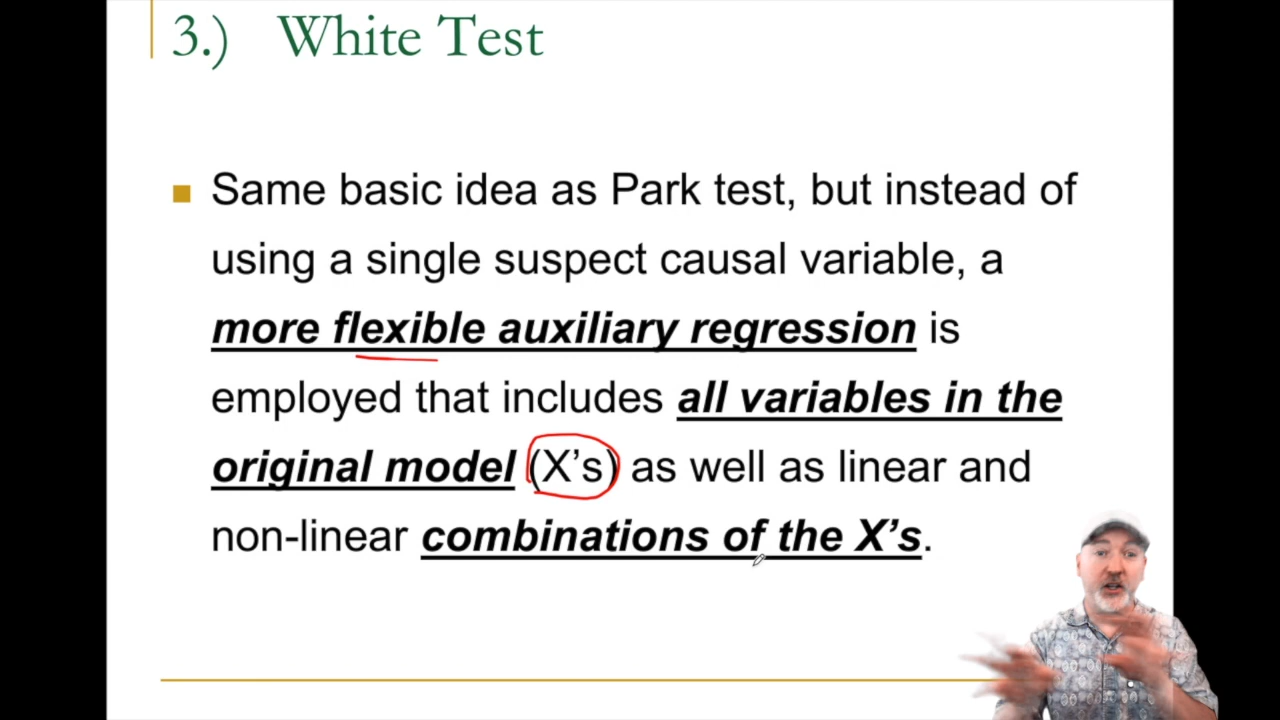 3.) White Test
Same basic idea as Park test, but instead of
using a single suspect causal variable, a
more flexible auxiliary regression is
employed that includes all variables in the
original model (X’s) as well as linear and
non-linear combinations of the X’s.